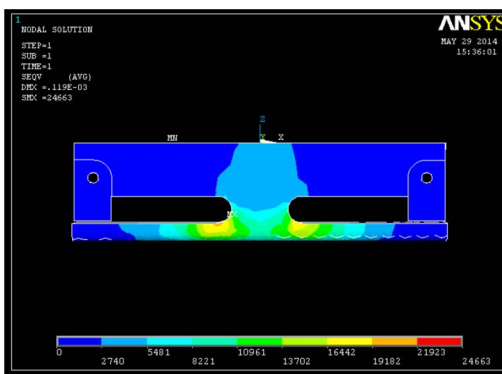 1
NODAL SOLUTION
ANSYS
STEP=1
SUB =1
TIME=1
SEQV (AVG)
DMX =.119E-03
SMX =24663
MAY 29 2014
15:36:01
Z
MN
Y
X
MX
0
2740
5481
8221
10961
13702
16442
19182
21923
24663